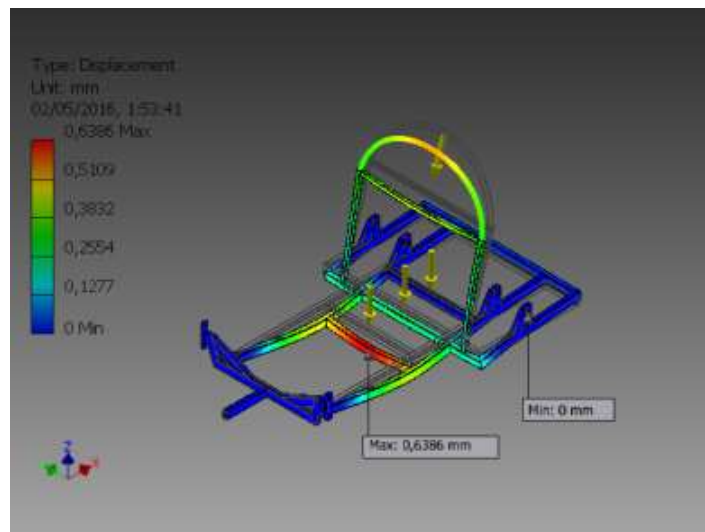 Type: Displacement
Unit: mm
02/05/2016, 1:53:41
0,6386 Max
0,5109
0,3832
0,2554
0,1277
0 Min
Min: 0 mm
Max: 0,6386 mm
Z